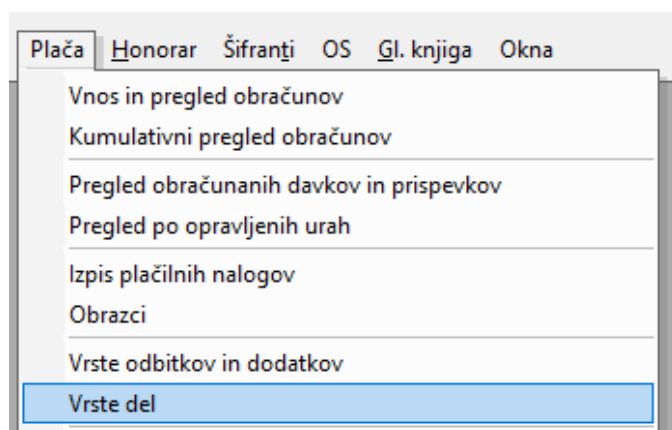 Plača Honorar Šifranti OS Gl. knjiga Okna
Vnos in pregled obračunov
Kumulativni pregled obračunov
Pregled obračunanih davkov in prispevkov
Pregled po opravljenih urah
Izpis plačilnih nalogov
Obrazci
Vrste odbitkov in dodatkov
Vrste del